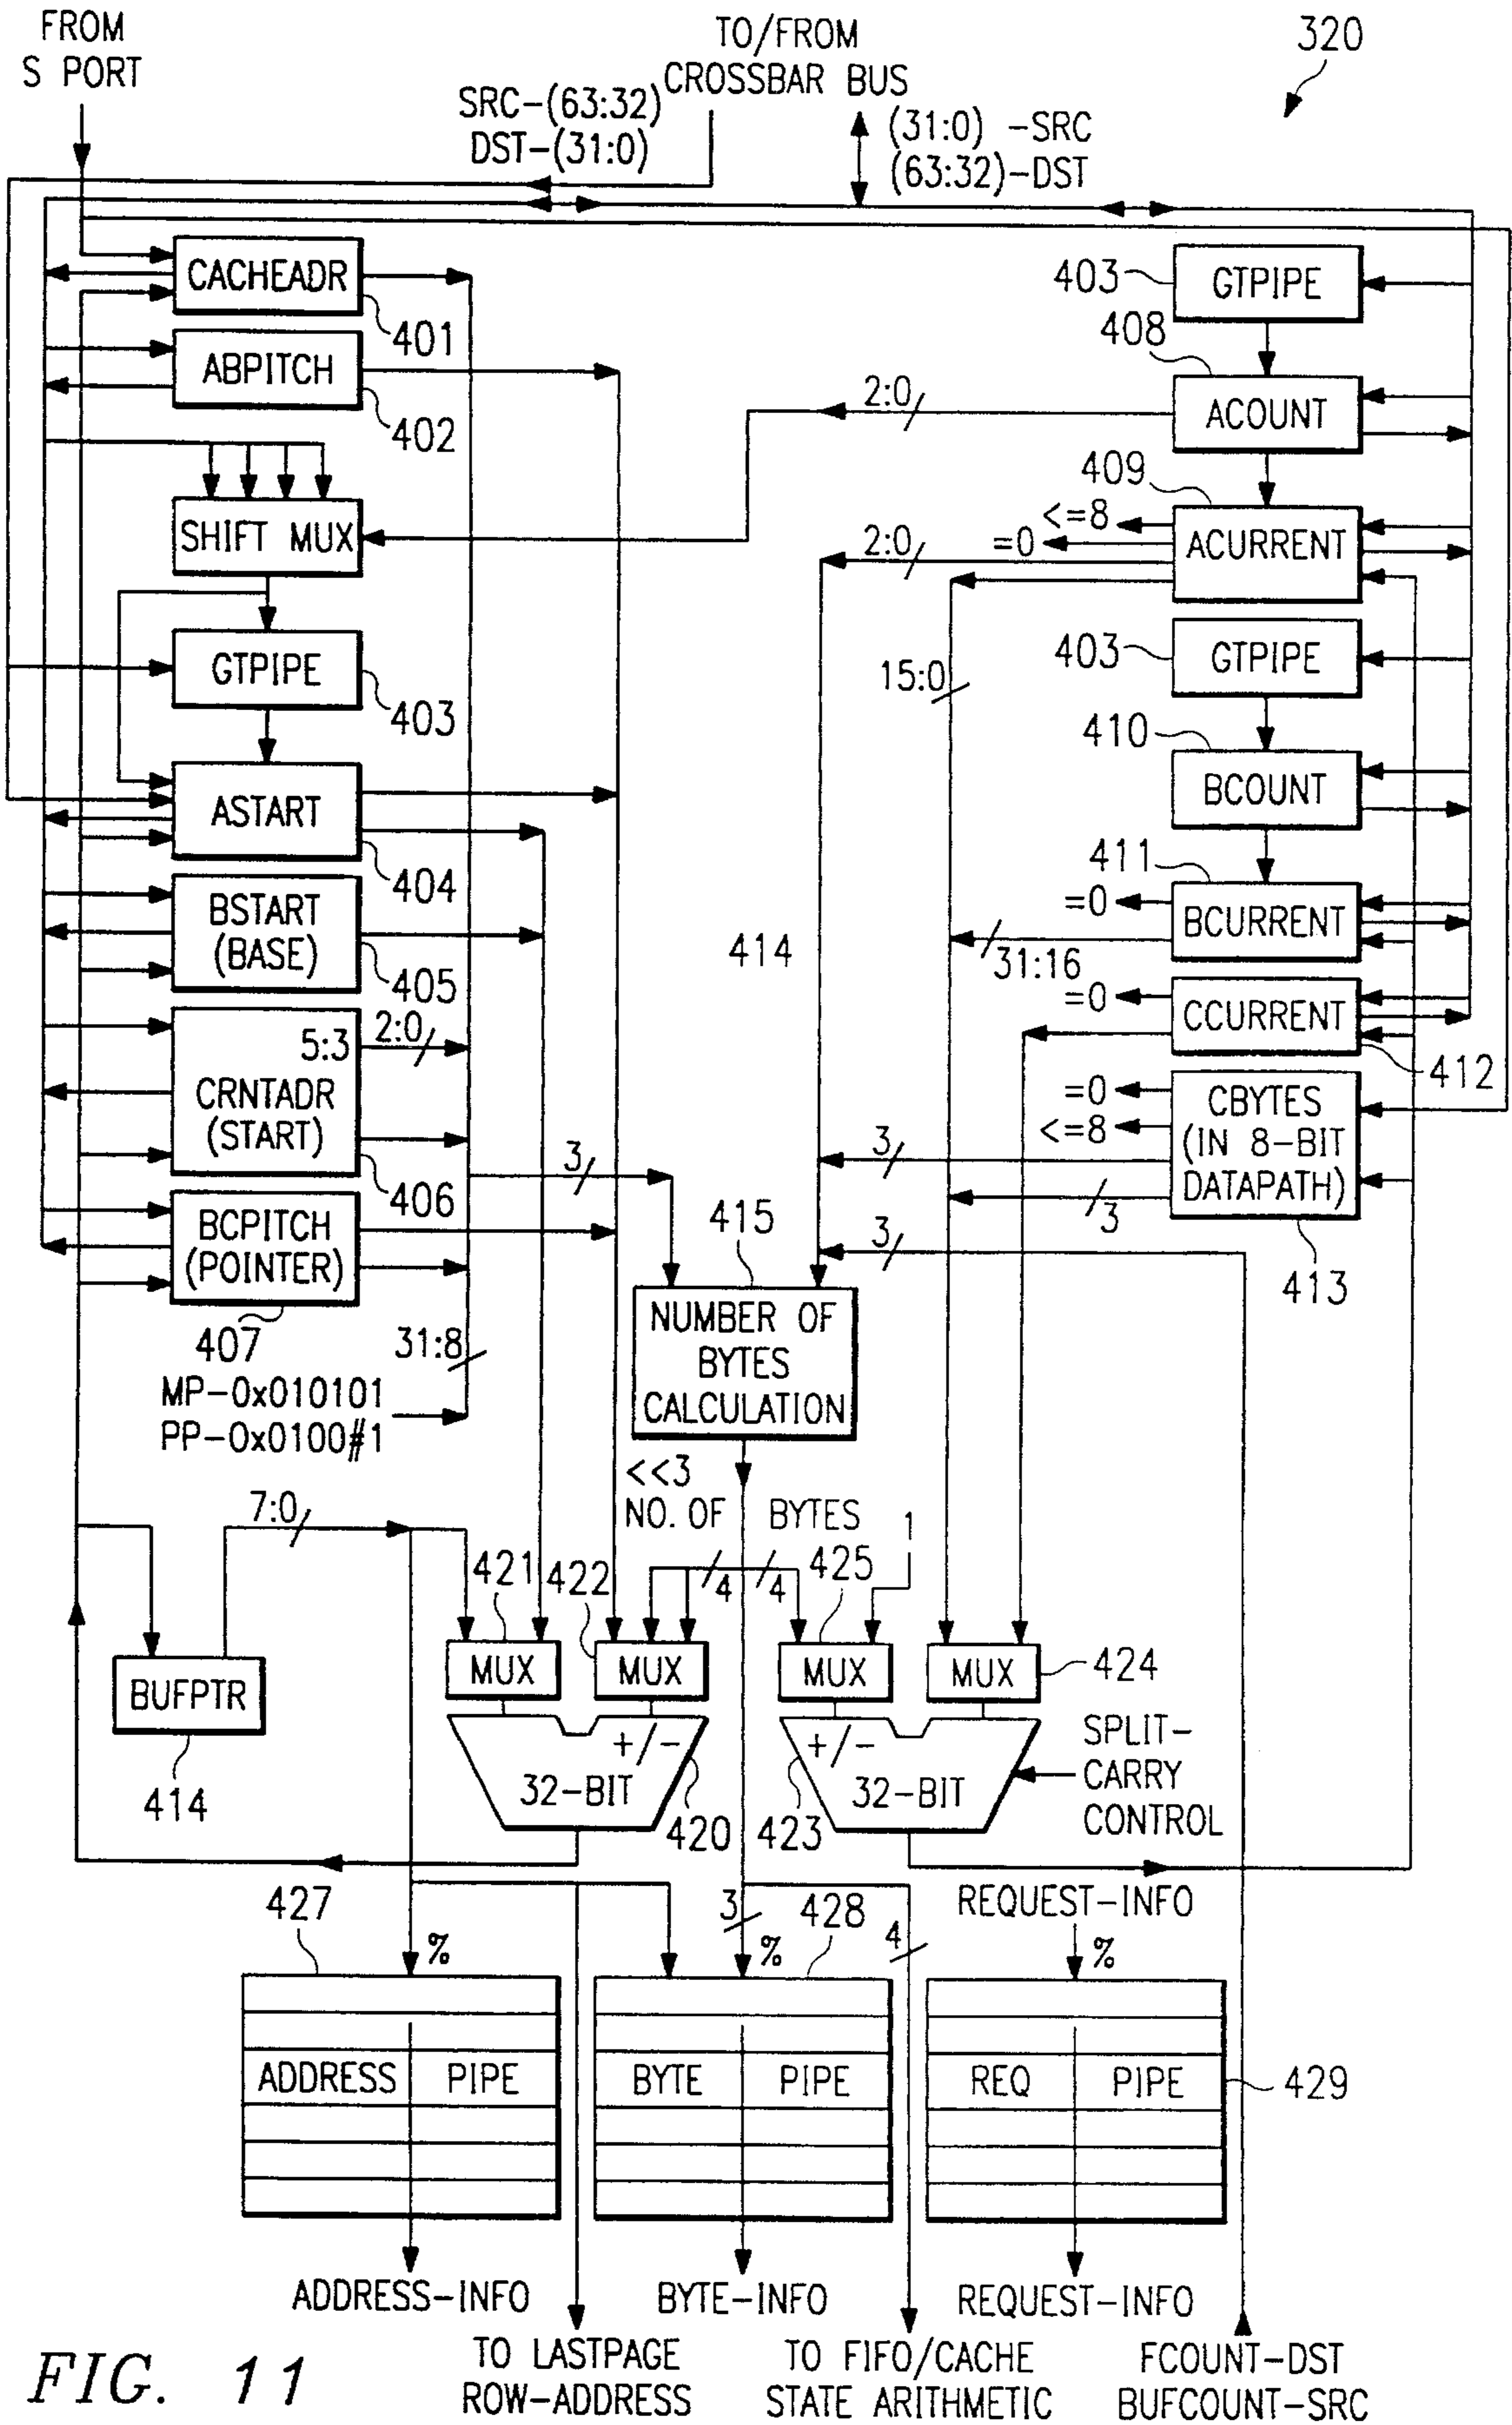 FROM
S PORT
TO/FROM
CROSSBAR BUS
320
SRC-(63:32)
DST-(31:0)
(31:0) -SRC
(63:32)-DST
CACHEADR
401
ABPITCH
402
SHIFT MUX
GTPIPE
403
ASTART
404
BSTART
(BASE)
405
5:3
2:0
CRNTADR
(START)
406
BCPITCH
(POINTER)
407
31:8
MP-0x010101
PP-0x0100#1
403
GTPIPE
408
2:0
ACOUNT
409
<=8
=0
2:0
ACURRENT
15:0
403
GTPIPE
410
BCOUNT
411
=0
BCURRENT
31:16
414
=0
CCURRENT
412
=0
<=8
CBYTES
(IN 8-BIT
DATAPATH)
413
3
3
3
3
415
NUMBER OF
BYTES
CALCULATION
<<3
NO. OF BYTES
7:0
421
422
4
4
425
1
MUX
MUX
MUX
MUX
424
BUFPTR
414
+/-
32-BIT
420
+/-
32-BIT
423
SPLIT-
CARRY
CONTROL
REQUEST-INFO
427
%
3
%
428
4
%
ADDRESS PIPE
BYTE PIPE
REQ PIPE
429
ADDRESS-INFO
BYTE-INFO
REQUEST-INFO
TO LASTPAGE
ROW-ADDRESS
TO FIFO/CACHE
STATE ARITHMETIC
FCOUNT-DST
BUFCOUNT-SRC
FIG. 11